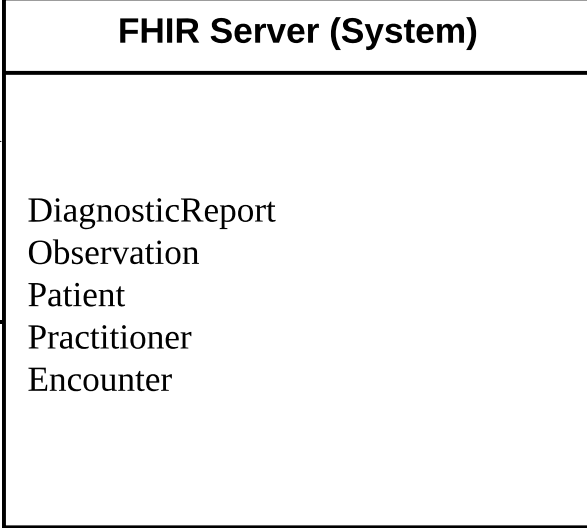 FHIR Server (System)
DiagnosticReport
Observation
Patient
Practitioner
Encounter